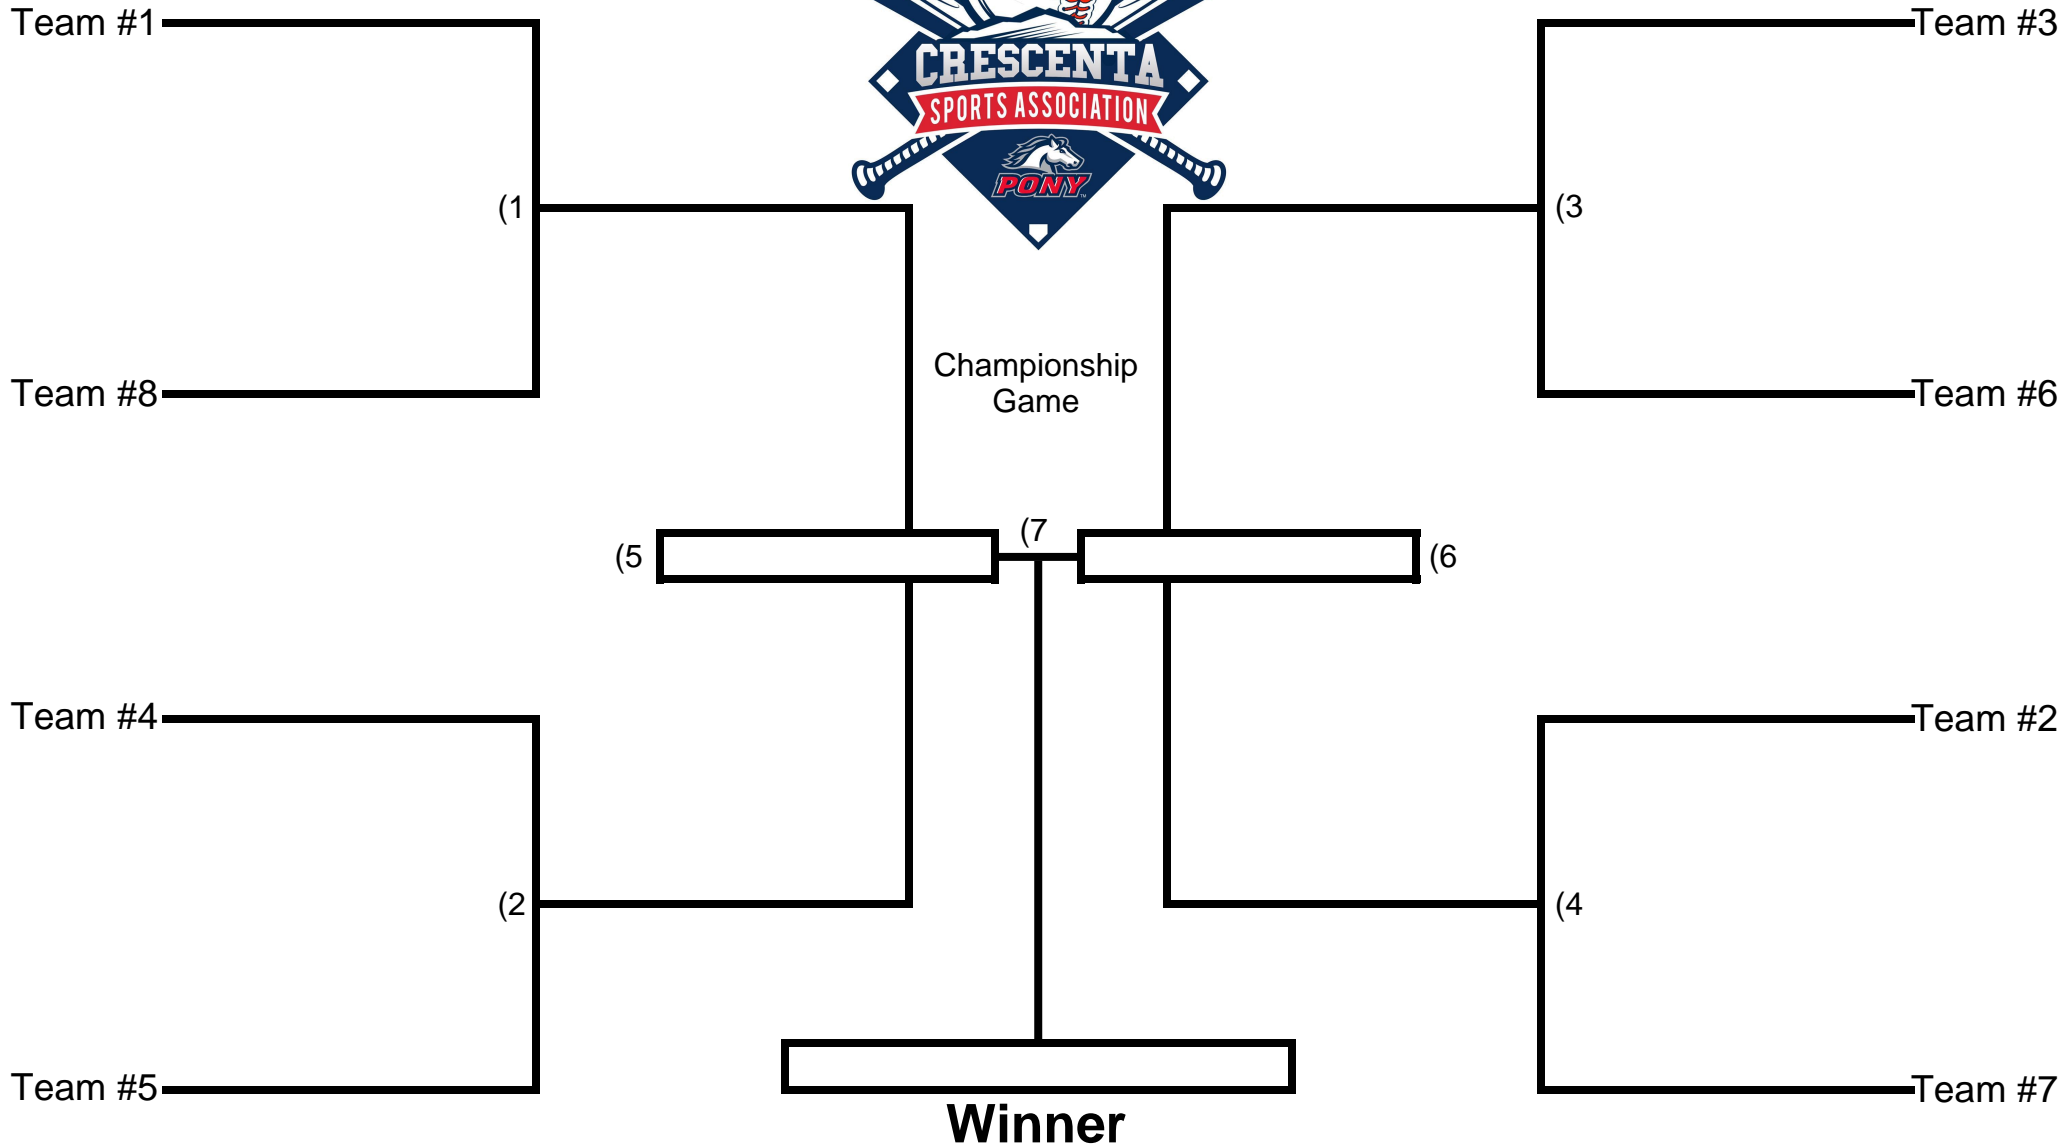 Team #1
Team #3
CRESCENTA
SPORTS ASSOCIATION
PONY™
(1
(3
Championship
Game
Team #8
Team #6
(7
(5
(6
Team #4
Team #2
(2
(4
Team #5
Team #7
Winner